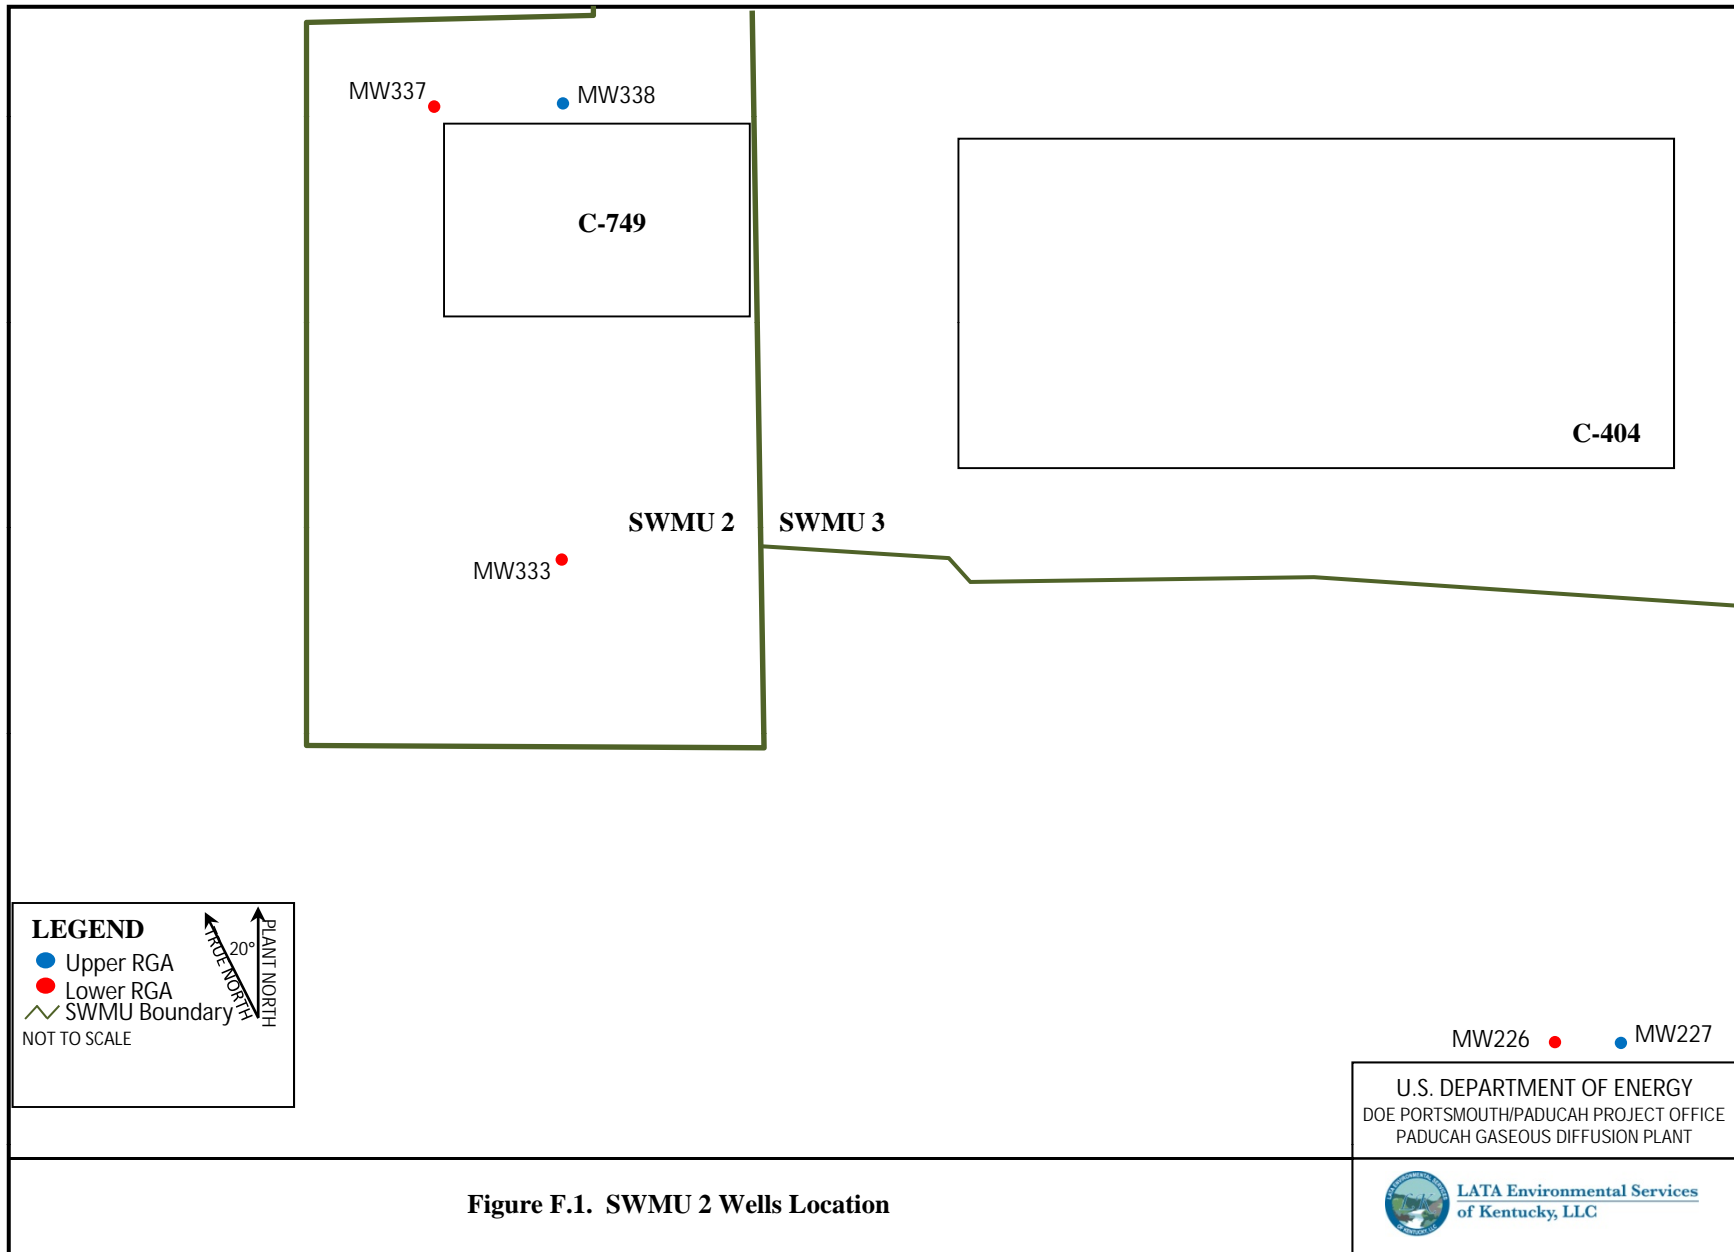 MW337
MW338
C-749
C-404
SWMU 2
SWMU 3
MW333
LEGEND
Upper RGA
Lower RGA
SWMU Boundary
NOT TO SCALE
TRUE NORTH
20°
PLANT NORTH
MW226
MW227
U.S. DEPARTMENT OF ENERGY
DOE PORTSMOUTH/PADUCAH PROJECT OFFICE
PADUCAH GASEOUS DIFFUSION PLANT
Figure F.1. SWMU 2 Wells Location
LATA Environmental Services
of Kentucky, LLC